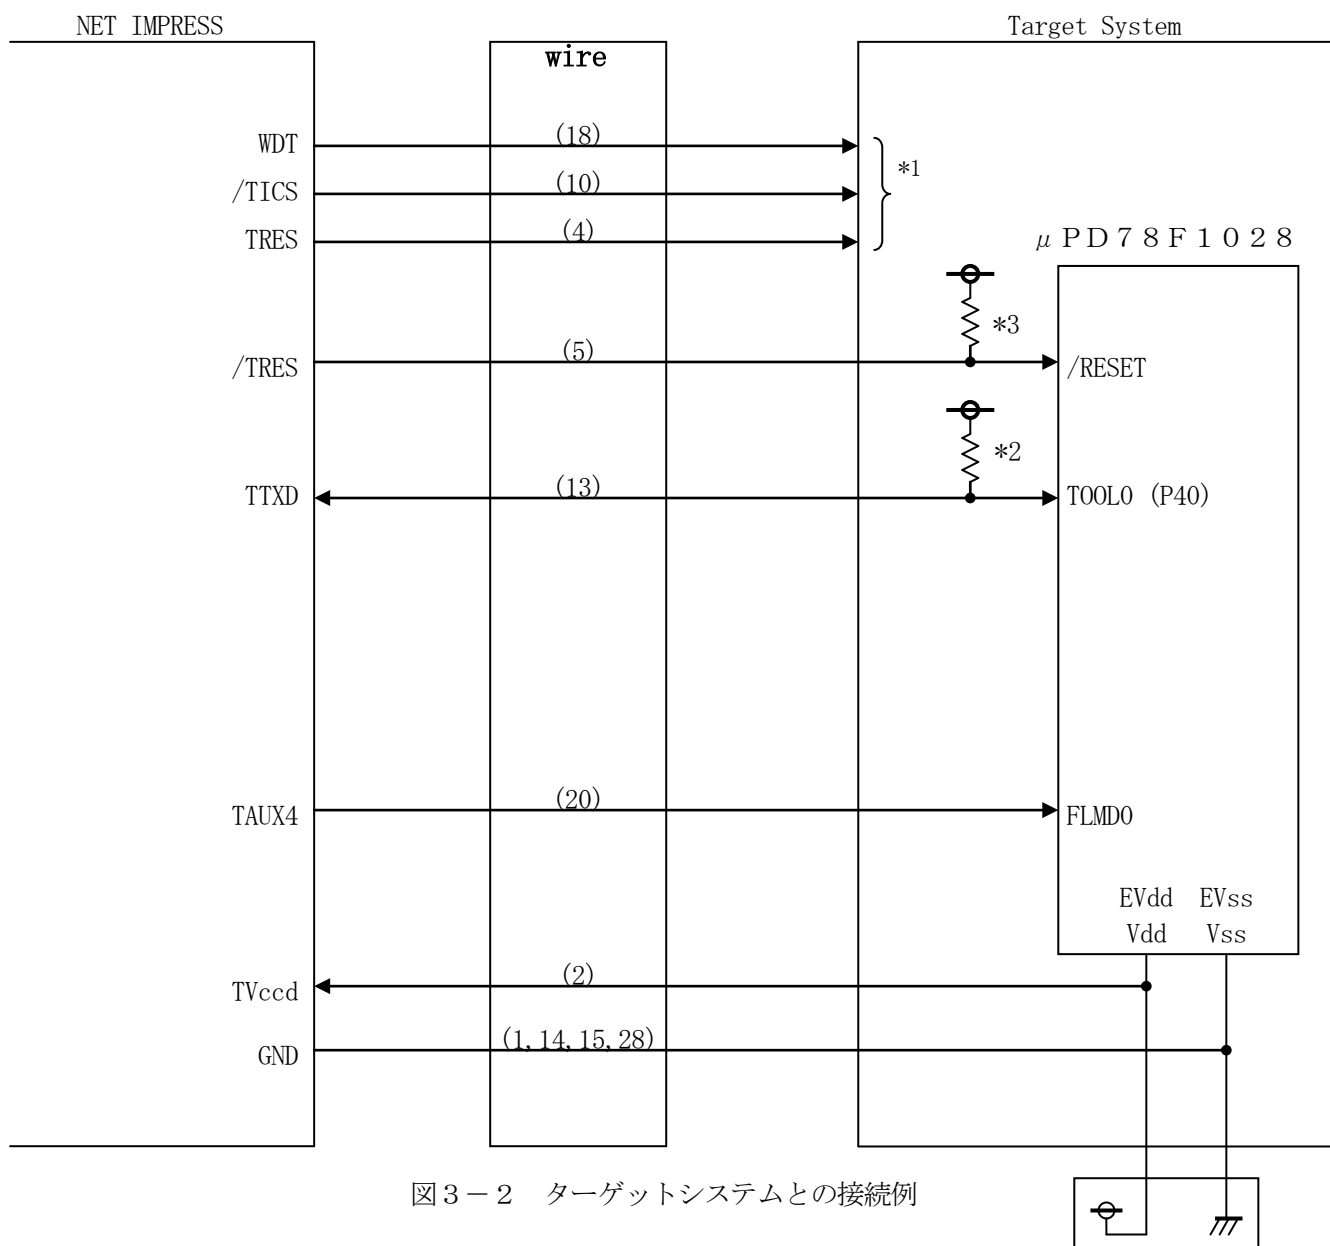 NET IMPRESS
wire
Target System
WDT
(18)
*1
/TICS
(10)
TRES
(4)
μPD78F1028
*3
/TRES
(5)
/RESET
*2
TTXD
(13)
TOOL0 (P40)
TAUX4
(20)
FLMD0
EVdd EVss
Vdd Vss
TVccd
(2)
GND
(1,14,15,28)
図3-2 ターゲットシステムとの接続例